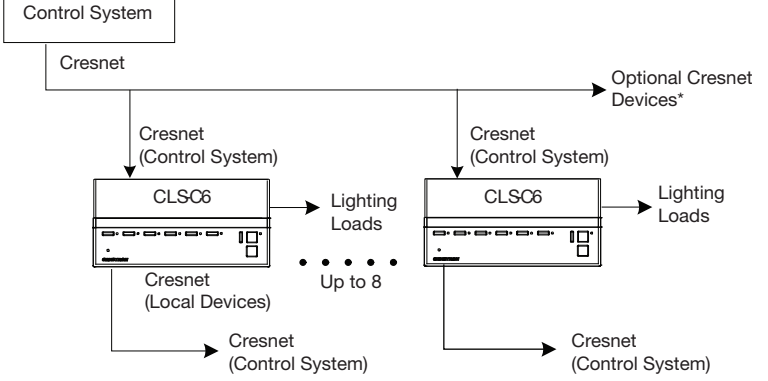 Control System
Cresnet
Optional Cresnet
Devices*
Cresnet
(Control System)
Cresnet
(Control System)
CLSC6
Lighting
Loads
CLSC6
Lighting
Loads
Up to 8
Cresnet
(Local Devices)
Cresnet
(Control System)
Cresnet
(Control System)